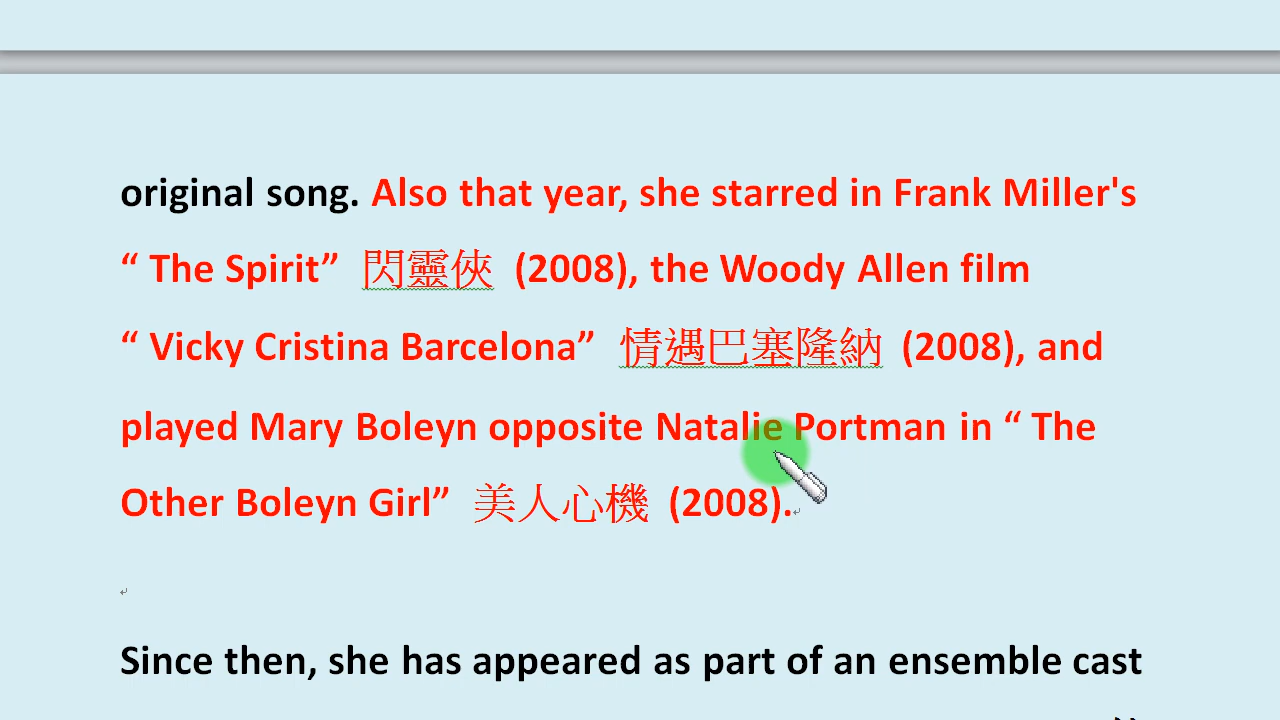 original song. Also that year, she starred in Frank Miller's
“ The Spirit” 閃靈俠 (2008), the Woody Allen film
“ Vicky Cristina Barcelona” 情遇巴塞隆納 (2008), and
played Mary Boleyn opposite Natalie Portman in “ The
Other Boleyn Girl” 美人心機 (2008).
Since then, she has appeared as part of an ensemble cast